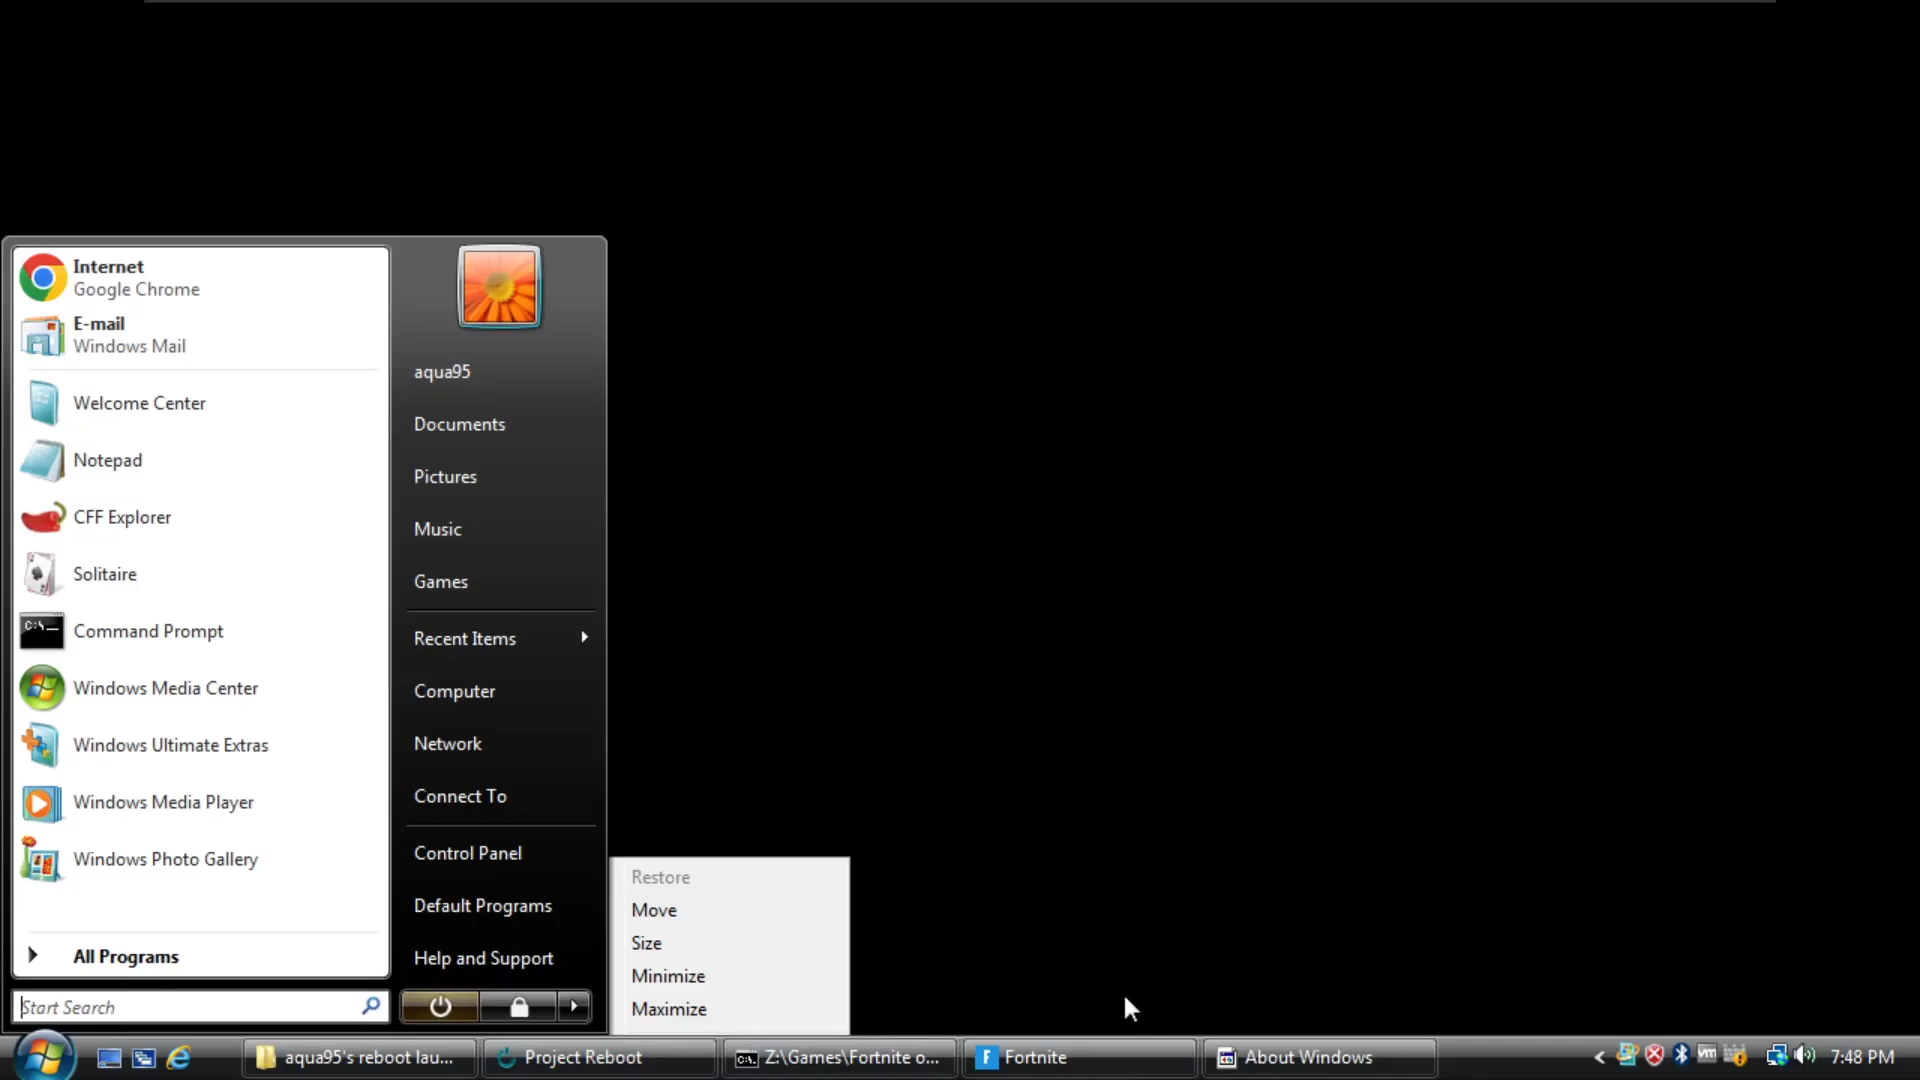 Internet
Google Chrome
E-mail
Windows Mail
Welcome Center
Notepad
CFF Explorer
Solitaire
Command Prompt
Windows Media Center
Windows Ultimate Extras
Windows Media Player
Windows Photo Gallery
All Programs
Start Search
aqua95
Documents
Pictures
Music
Games
Recent Items
Computer
Network
Connect To
Control Panel
Default Programs
Help and Support
Restore
Move
Size
Minimize
Maximize
aqua95's reboot lau...
Project Reboot
Z:\Games\Fortnite o...
Fortnite
About Windows
7:48 PM